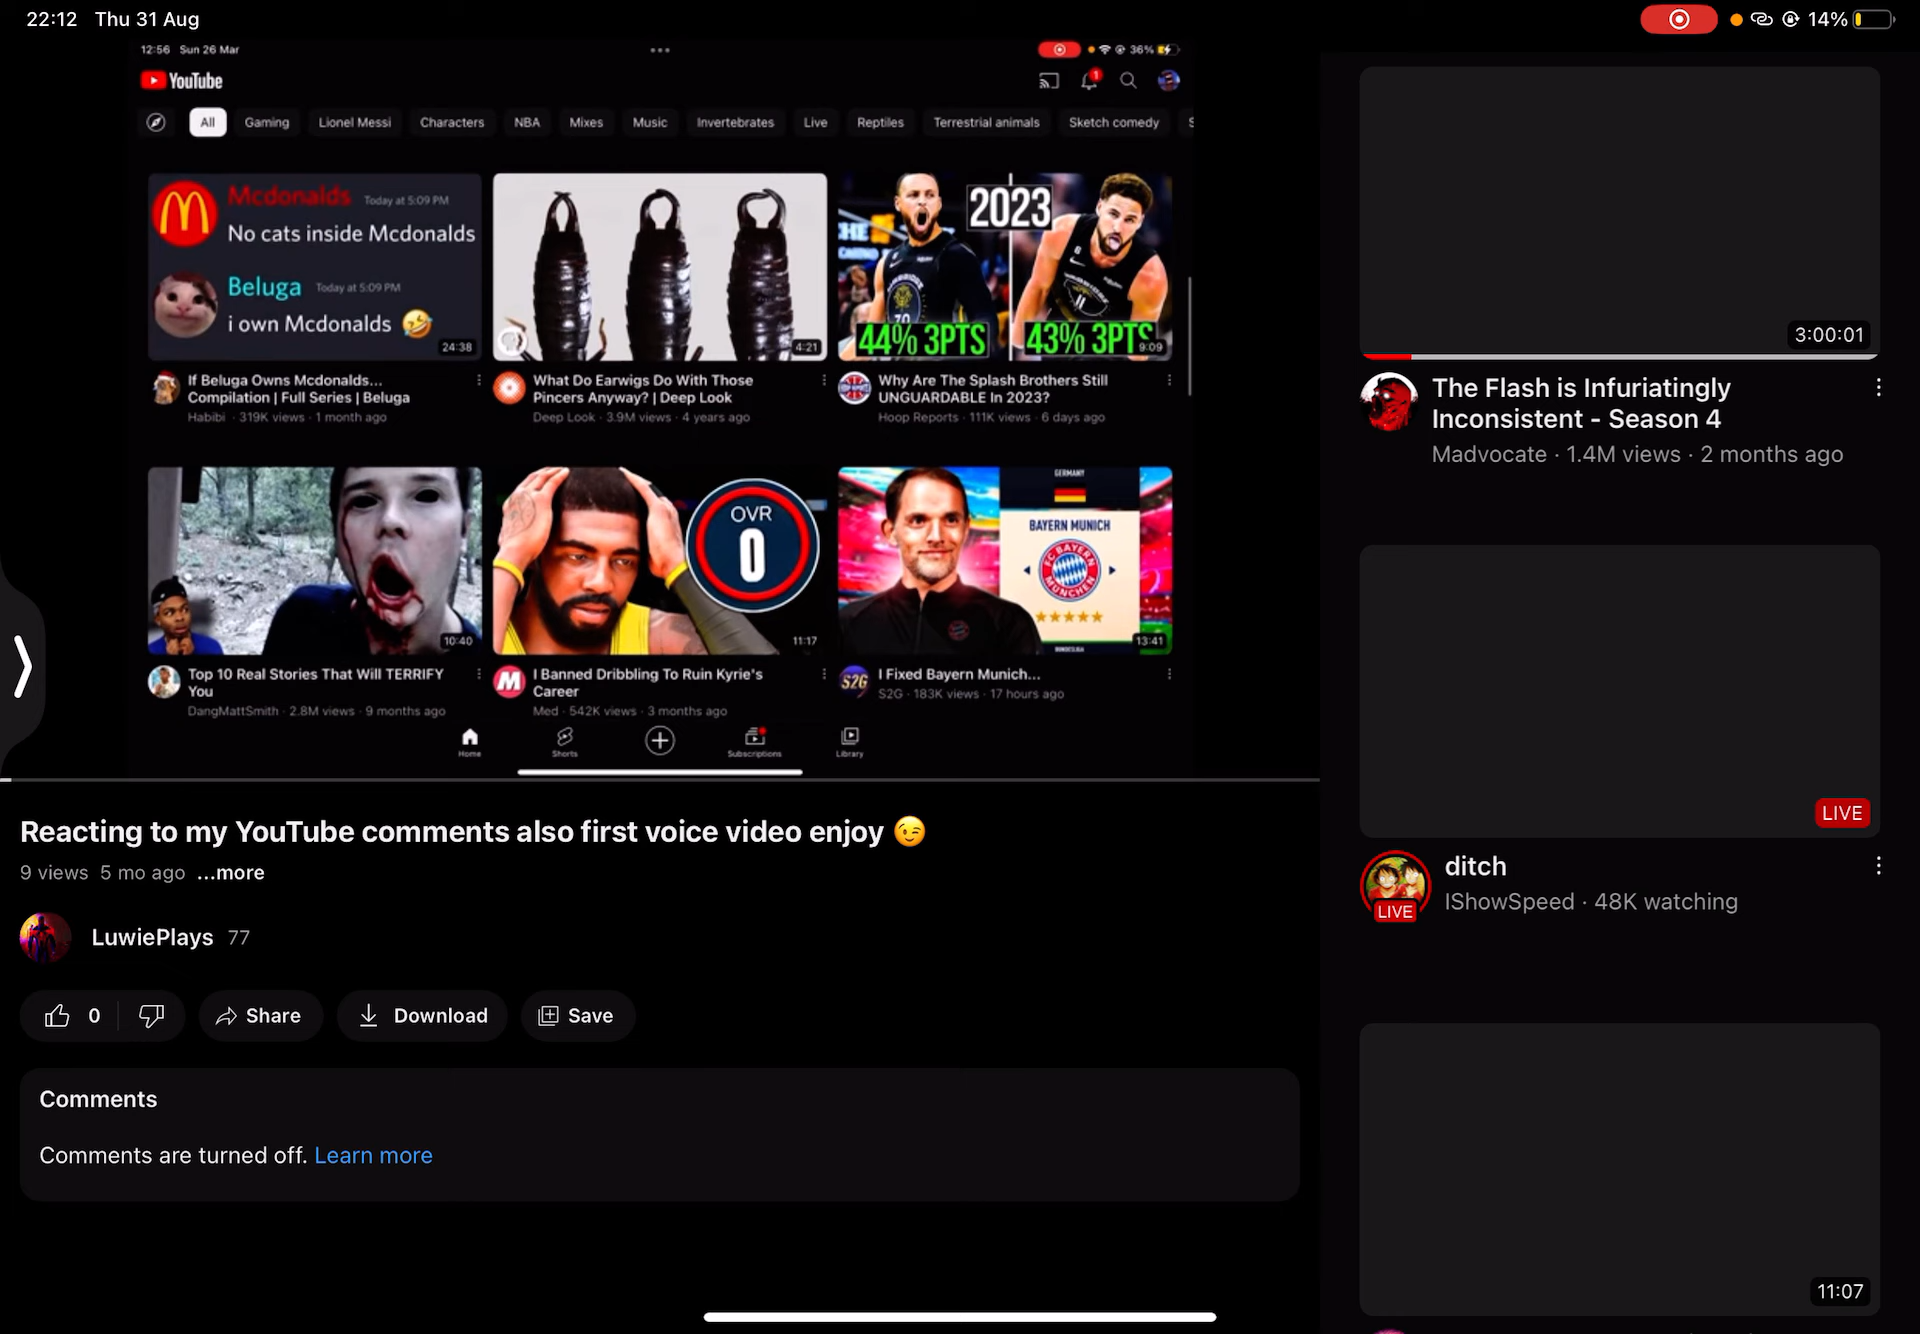 22:12 Thu 31 Aug
14%
12:56 Sun 26 Mar
36%
YouTube
1
All
Gaming
Lionel Messi
Characters
NBA
Mixes
Music
Invertebrates
Live
Reptiles
Terrestrial animals
Sketch comedy
Mcdonalds Today at 5:09 PM
No cats inside Mcdonalds
Beluga Today at 5:09 PM
i own Mcdonalds 🤣
24:38
4:21
2023
44% 3PTS
43% 3PTS
9:09
If Beluga Owns Mcdonalds...
Compilation | Full Series | Beluga
Habibi · 319K views · 1 month ago
What Do Earwigs Do With Those
Pincers Anyway? | Deep Look
Deep Look · 3.9M views · 4 years ago
Why Are The Splash Brothers Still
UNGUARDABLE In 2023?
Hoop Reports · 111K views · 6 days ago
10:40
OVR
0
11:17
GERMANY
BAYERN MUNICH
FC BAYERN
MÜNCHEN
13:41
Top 10 Real Stories That Will TERRIFY
You
DangMattSmith · 2.8M views · 9 months ago
M
I Banned Dribbling To Ruin Kyrie's
Career
Med · 542K views · 3 months ago
S2G
I Fixed Bayern Munich...
S2G · 183K views · 17 hours ago
Home
Shorts
Subscriptions
Library
Reacting to my YouTube comments also first voice video enjoy 😉
9 views 5 mo ago ...more
LuwiePlays 77
0
Share
Download
Save
Comments
Comments are turned off. Learn more
3:00:01
The Flash is Infuriatingly
Inconsistent - Season 4
Madvocate · 1.4M views · 2 months ago
LIVE
ditch
IShowSpeed · 48K watching
LIVE
11:07